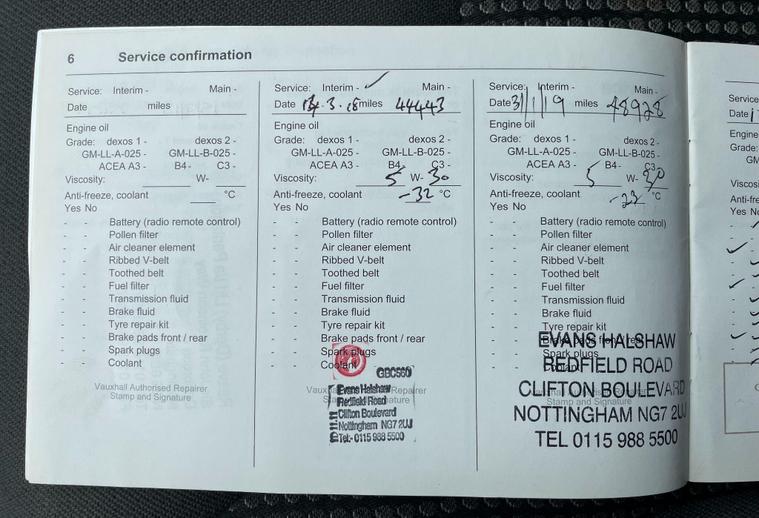 6 Service confirmation
Service: Interim - Main -
Date miles
Engine oil
Grade: dexos 1 - dexos 2 -
GM-LL-A-025 - GM-LL-B-025 -
ACEA A3 - B4 - C3 -
Viscosity: W-
Anti-freeze, coolant °C
Yes No
- - Battery (radio remote control)
- - Pollen filter
- - Air cleaner element
- - Ribbed V-belt
- - Toothed belt
- - Fuel filter
- - Transmission fluid
- - Brake fluid
- - Tyre repair kit
- - Brake pads front / rear
- - Spark plugs
- - Coolant
Vauxhall Authorised Repairer
Stamp and Signature
Service: Interim - ✓ Main -
Date .3.18 miles 44443
Engine oil
Grade: dexos 1 - dexos 2 -
GM-LL-A-025 - GM-LL-B-025 -
ACEA A3 - B4 - C3 -
Viscosity: 5 W- 30
Anti-freeze, coolant -32 °C
Yes No
- - Battery (radio remote control)
- - Pollen filter
- - Air cleaner element
- - Ribbed V-belt
- - Toothed belt
- - Fuel filter
- - Transmission fluid
- - Brake fluid
- - Tyre repair kit
- - Brake pads front / rear
- - Spark plugs
- - Coolant
GBC560
Evans Halshaw
Redfield Road
Clifton Boulevard
Nottingham NG7 2UJ
Tel:- 0115 988 5500
Service: Interim - Main -
Date 31/1/19 miles 48928
Engine oil
Grade: dexos 1 - dexos 2 -
GM-LL-A-025 - GM-LL-B-025 -
ACEA A3 - B4 - C3 -
Viscosity: 5 W- 30
Anti-freeze, coolant °C
Yes No
- - Battery (radio remote control)
- - Pollen filter
- - Air cleaner element
- - Ribbed V-belt
- - Toothed belt
- - Fuel filter
- - Transmission fluid
- - Brake fluid
- - Tyre repair kit
- - Spark plugs
EVANS HALSHAW
REDFIELD ROAD
CLIFTON BOULEVARD
Stamp and Signature
NOTTINGHAM NG7 2UJ
TEL 0115 988 5500
Service
Date
Engine
Grade: